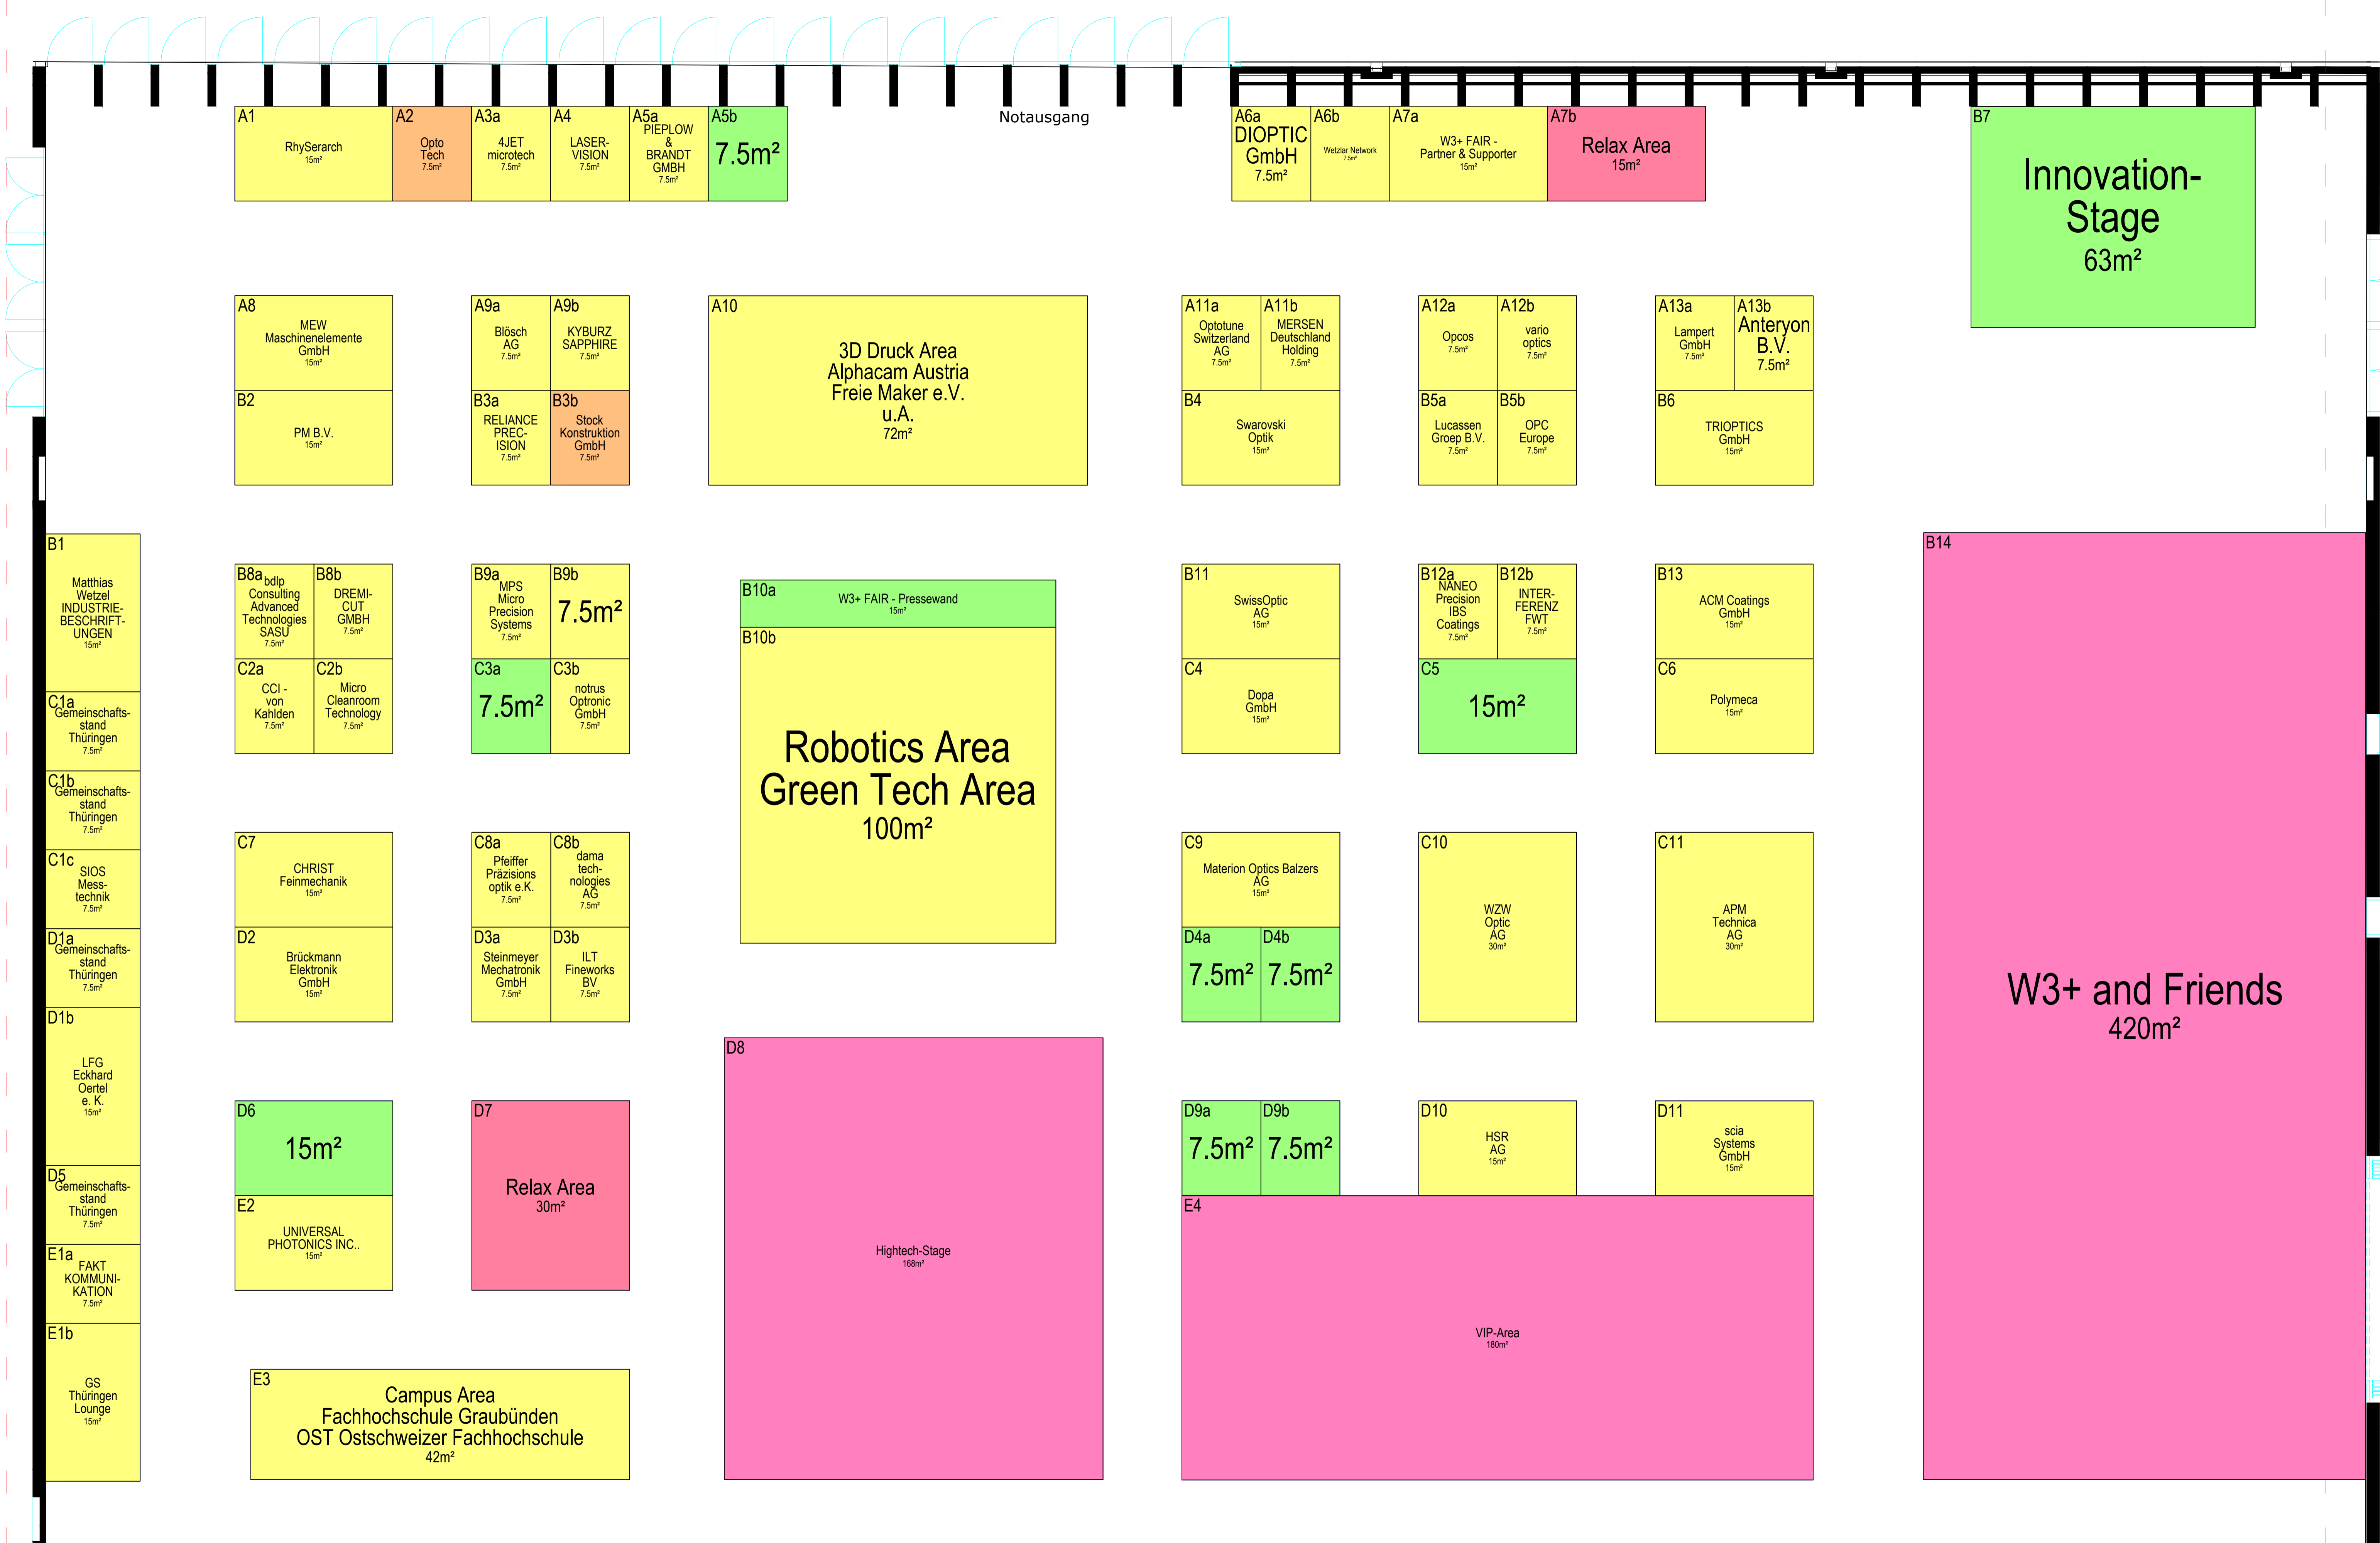 Notausgang
A1
RhySerarch
15m²
A2
Opto
Tech
7.5m²
A3a
4JET
microtech
7.5m²
A4
LASER-
VISION
7.5m²
A5a
PIEPLOW
&
BRANDT
GMBH
7.5m²
A5b
7.5m²
A6a
DIOPTIC
GmbH
7.5m²
A6b
Wetzlar Network
7.5m²
A7a
W3+ FAIR -
Partner & Supporter
15m²
A7b
Relax Area
15m²
B7
Innovation-
Stage
63m²
A8
MEW
Maschinenelemente
GmbH
15m²
A9a
Blösch
AG
7.5m²
A9b
KYBURZ
SAPPHIRE
7.5m²
A10
3D Druck Area
Alphacam Austria
Freie Maker e.V.
u.A.
72m²
A11a
Optotune
Switzerland
AG
7.5m²
A11b
MERSEN
Deutschland
Holding
7.5m²
A12a
Opcos
7.5m²
A12b
vario
optics
7.5m²
A13a
Lampert
GmbH
7.5m²
A13b
Anteryon
B.V.
7.5m²
B2
PM B.V.
15m²
B3a
RELIANCE
PREC-
ISION
7.5m²
B3b
Stock
Konstruktion
GmbH
7.5m²
B4
Swarovski
Optik
15m²
B5a
Lucassen
Groep B.V.
7.5m²
B5b
OPC
Europe
7.5m²
B6
TRIOPTICS
GmbH
15m²
B1
Matthias
Wetzel
INDUSTRIE-
BESCHRIFT-
UNGEN
15m²
B8a
bdlp
Consulting
Advanced
Technologies
SASU
7.5m²
B8b
DREMI-
CUT
GMBH
7.5m²
B9a
MPS
Micro
Precision
Systems
7.5m²
B9b
7.5m²
B10a
W3+ FAIR - Pressewand
15m²
B10b
Robotics Area
Green Tech Area
100m²
B11
SwissOptic
AG
15m²
B12a
NANEO
Precision
IBS
Coatings
7.5m²
B12b
INTER-
FERENZ
FWT
7.5m²
B13
ACM Coatings
GmbH
15m²
B14
W3+ and Friends
420m²
C1a
Gemeinschafts-
stand
Thüringen
7.5m²
C2a
CCI -
von
Kahlden
7.5m²
C2b
Micro
Cleanroom
Technology
7.5m²
C3a
7.5m²
C3b
notrus
Optronic
GmbH
7.5m²
C4
Dopa
GmbH
15m²
C5
15m²
C6
Polymeca
15m²
C1b
Gemeinschafts-
stand
Thüringen
7.5m²
C1c
SIOS
Mess-
technik
7.5m²
C7
CHRIST
Feinmechanik
15m²
C8a
Pfeiffer
Präzisions
optik e.K.
7.5m²
C8b
dama
tech-
nologies
AG
7.5m²
C9
Materion Optics Balzers
AG
15m²
C10
WZW
Optic
AG
30m²
C11
APM
Technica
AG
30m²
D1a
Gemeinschafts-
stand
Thüringen
7.5m²
D2
Brückmann
Elektronik
GmbH
15m²
D3a
Steinmeyer
Mechatronik
GmbH
7.5m²
D3b
ILT
Fineworks
BV
7.5m²
D4a
7.5m²
D4b
7.5m²
D1b
LFG
Eckhard
Oertel
e. K.
15m²
D8
Hightech-Stage
168m²
D6
15m²
D7
Relax Area
30m²
D9a
7.5m²
D9b
7.5m²
D10
HSR
AG
15m²
D11
scia
Systems
GmbH
15m²
D5
Gemeinschafts-
stand
Thüringen
7.5m²
E2
UNIVERSAL
PHOTONICS INC..
15m²
E4
VIP-Area
180m²
E1a
FAKT
KOMMUNI-
KATION
7.5m²
E1b
GS
Thüringen
Lounge
15m²
E3
Campus Area
Fachhochschule Graubünden
OST Ostschweizer Fachhochschule
42m²